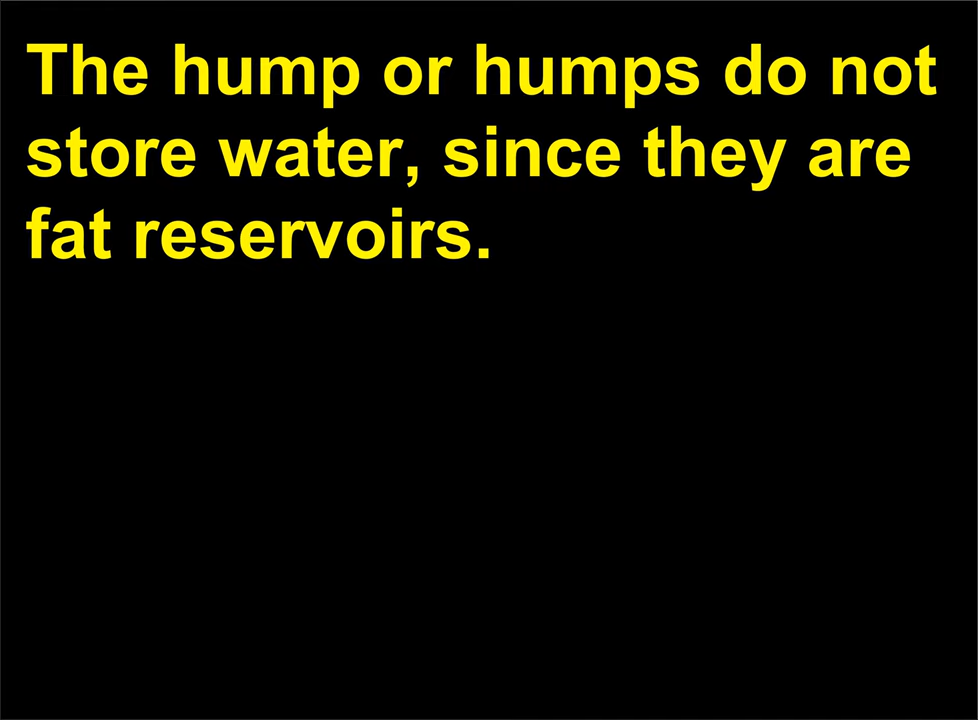 The hump or humps do not
store water, since they are
fat reservoirs.